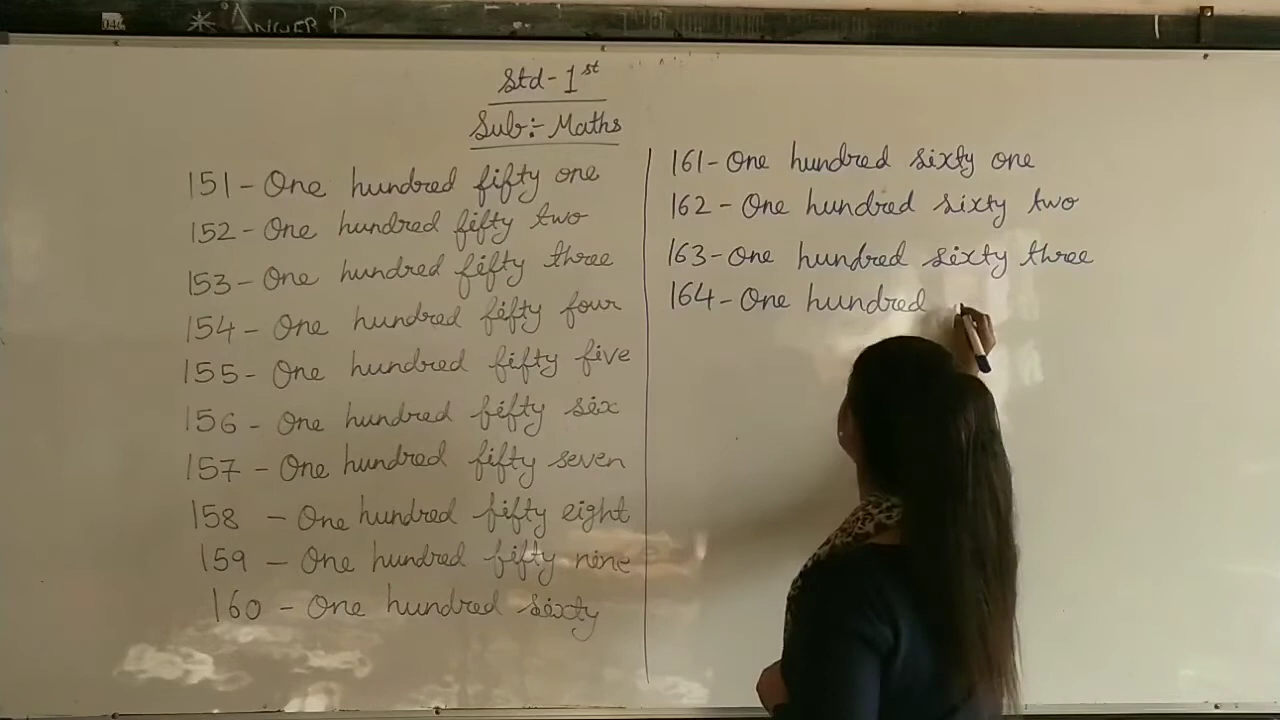 ANGER
Std-1st
Sub:- Maths
151-One hundred fifty one
152-One hundred fifty two
153-One hundred fifty three
154-One hundred fifty four
155-One hundred fifty five
156-One hundred fifty six
157-One hundred fifty seven
158-One hundred fifty eight
159-One hundred fifty nine
160-One hundred sixty
161-One hundred sixty one
162-One hundred sixty two
163-One hundred sixty three
164-One hundred